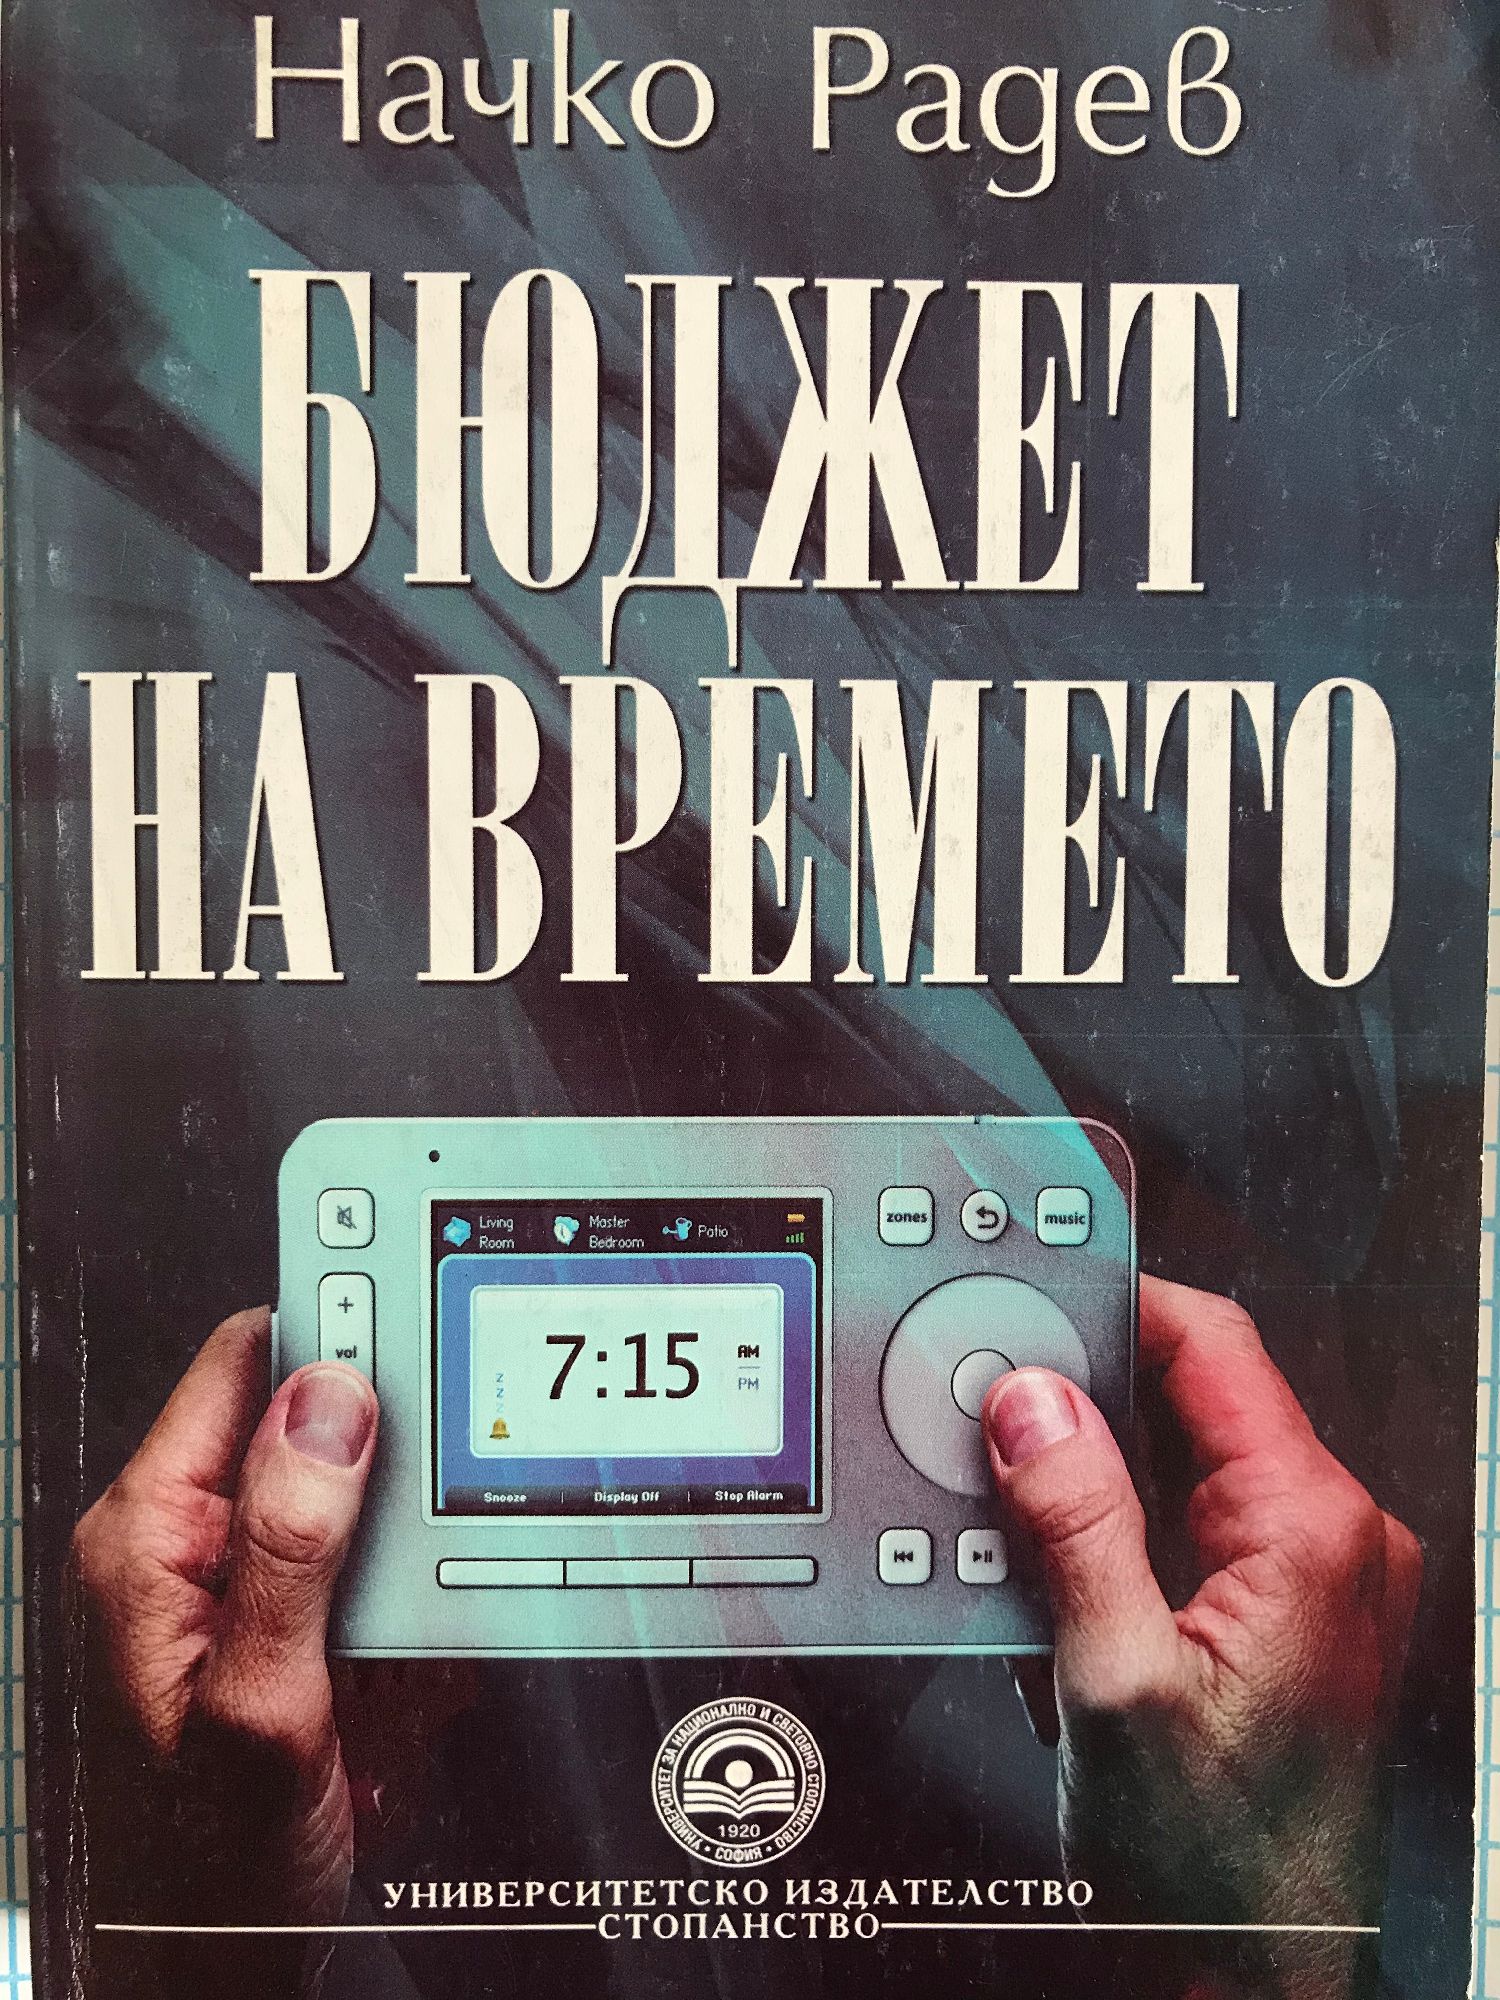 Начко Радев
БЮДЖЕТ
НА ВРЕМЕТО
Living
Room
Master
Bedroom
Patio
zones
music
+
vol
7:15
AM
PM
z
z
z
Snooze
Display Off
Stop Alarm
УНИВЕРСИТЕТ ЗА НАЦИОНАЛНО И СВЕТОВНО СТОПАНСТВО
1920
• СОФИЯ •
УНИВЕРСИТЕТСКО ИЗДАТЕЛСТВО
СТОПАНСТВО